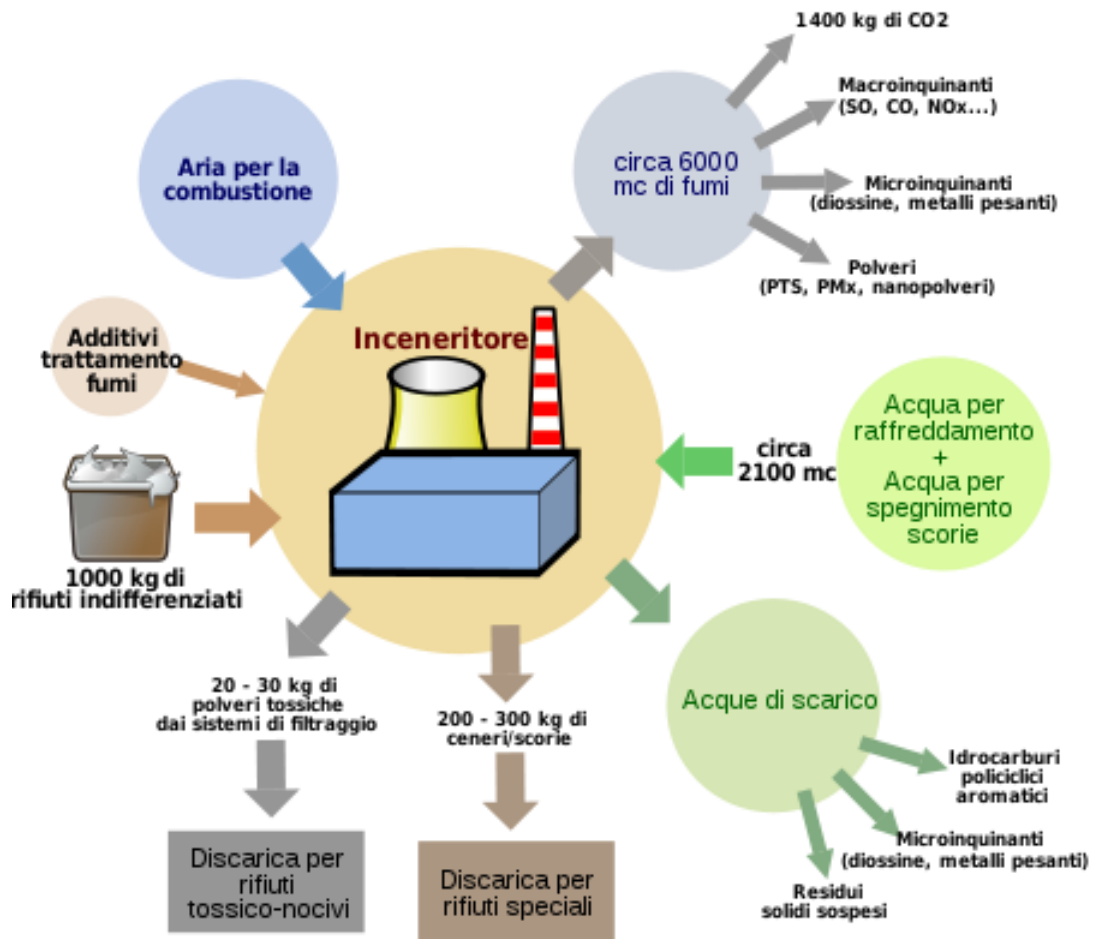 1400 kg di CO2
Macroinquinanti
(SO, CO, NOx...)
Aria per la
combustione
circa 6000
mc di fumi
Microinquinanti
(diossine, metalli pesanti)
Polveri
(PTS, PMx, nanopolveri)
Inceneritore
Additivi
trattamento
fumi
Acqua per
raffreddamento
+
Acqua per
spegnimento
scorie
circa
2100 mc
1000 kg di
rifiuti indifferenziati
20 - 30 kg di
polveri tossiche
dai sistemi di filtraggio
200 - 300 kg di
ceneri/scorie
Acque di scarico
Idrocarburi
policiclici
aromatici
Microinquinanti
(diossine, metalli pesanti)
Residui
solidi sospesi
Discarica per
rifiuti
tossico-nocivi
Discarica per
rifiuti speciali